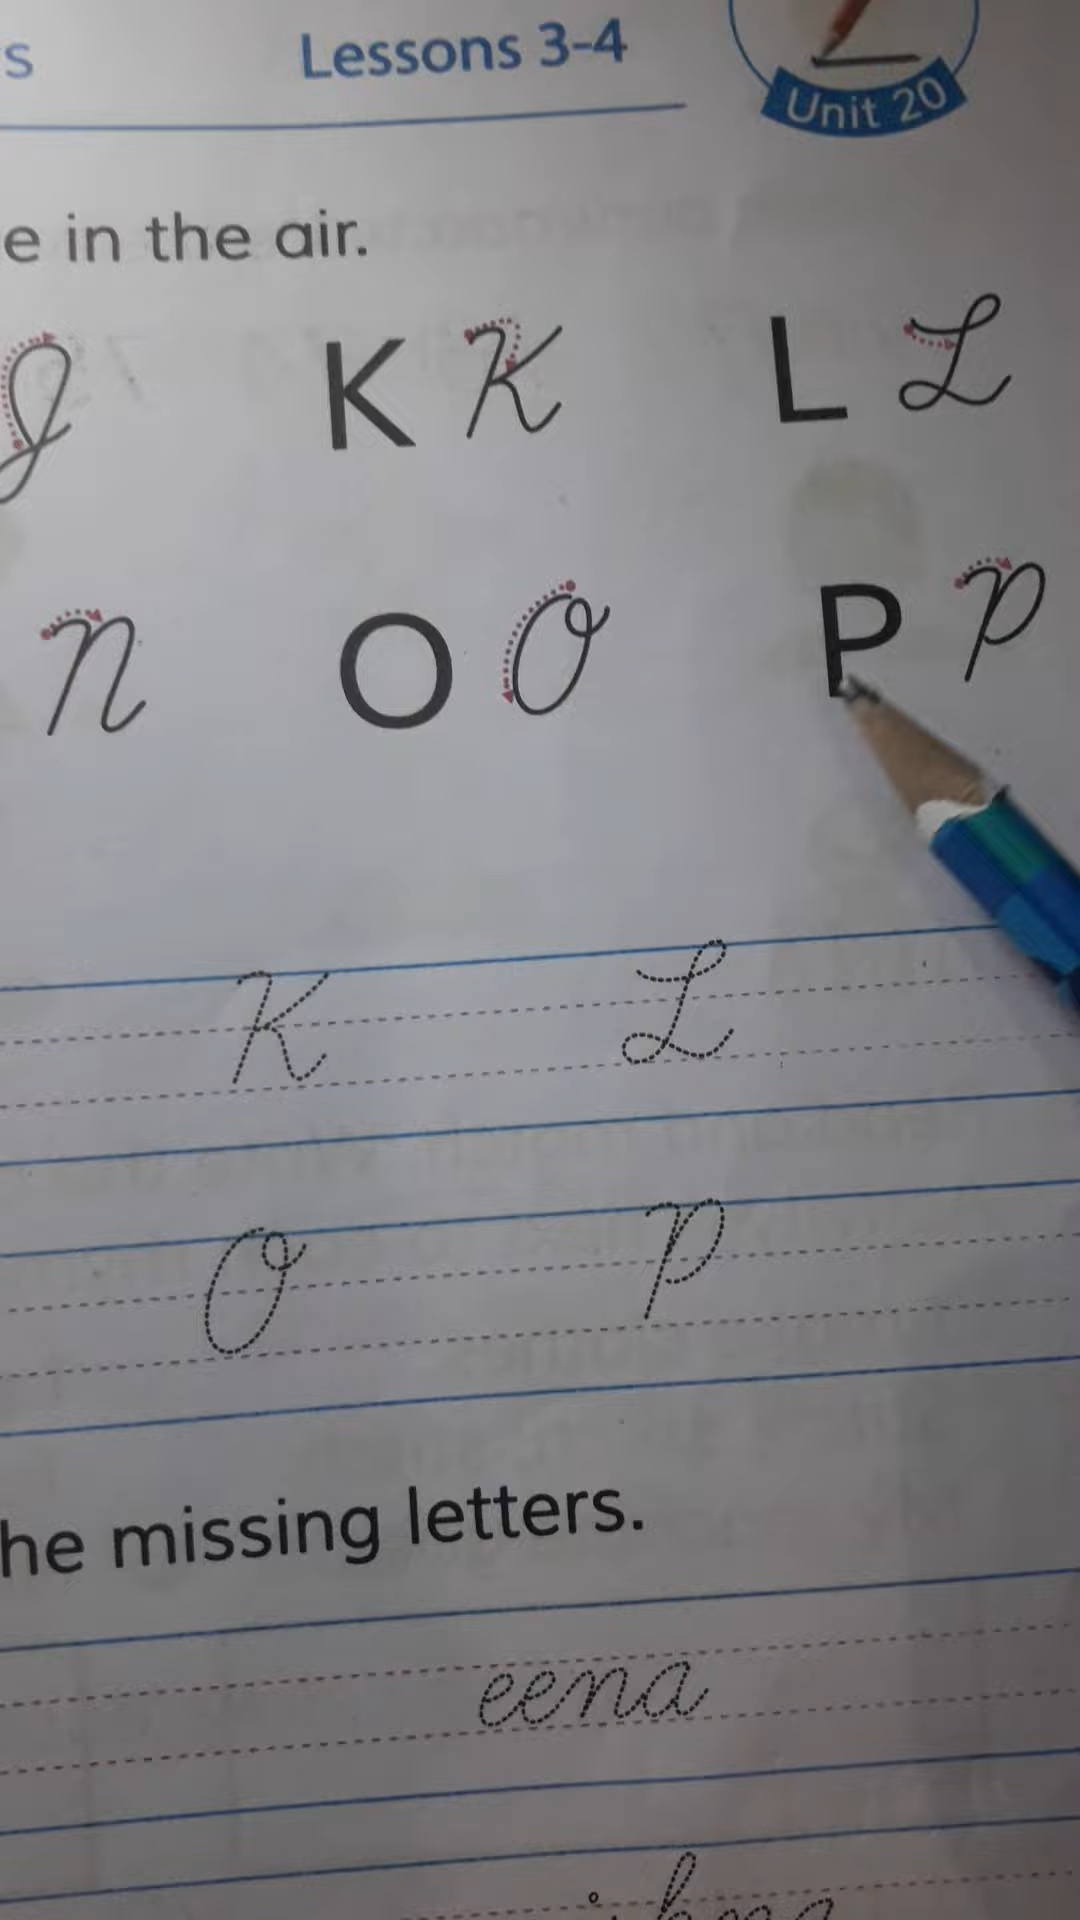 s Lessons 3-4 Unit 20
e in the air.
J K K L L
N O O P P
K L
O P
he missing letters.
eena